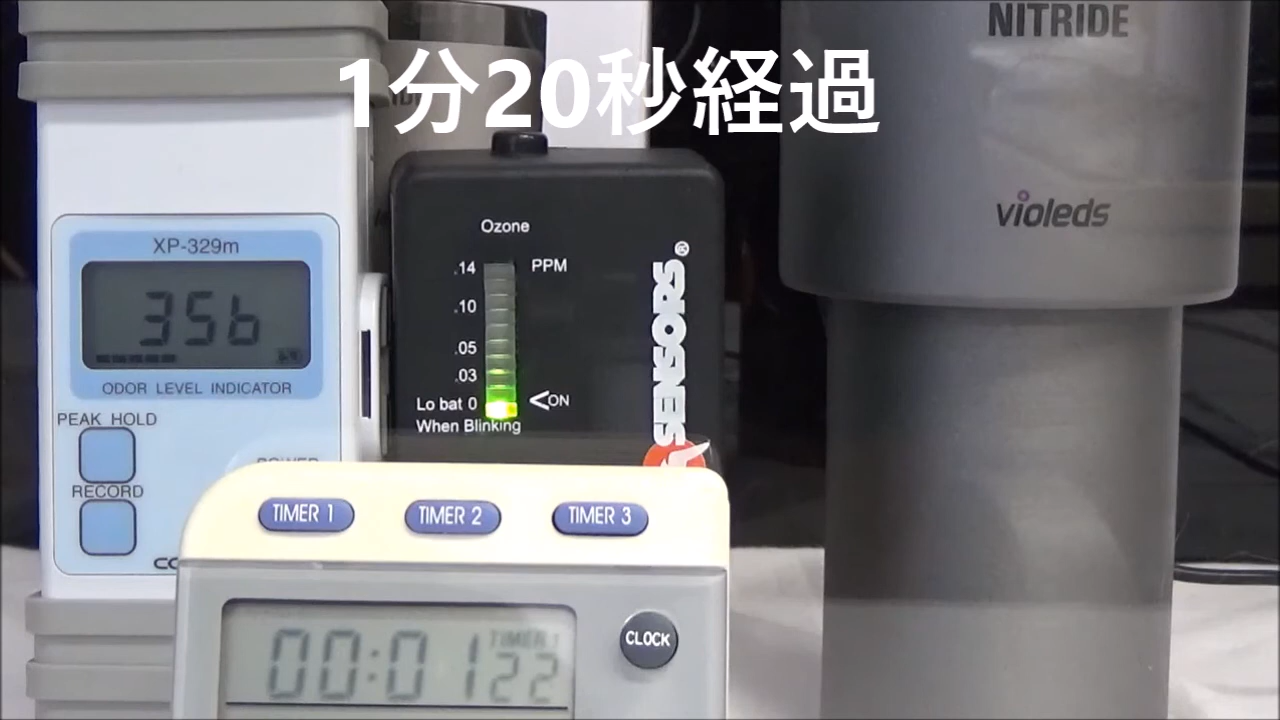 NITRIDE
1分20秒経過
violeds
Ozone
XP-329m
PPM
.14
.10
.05
.03
Lo bat 0
<ON
When Blinking
SENSORS®
356
ODOR LEVEL INDICATOR
PEAK HOLD
POWER
RECORD
TIMER 1
TIMER 2
TIMER 3
CLOCK
TIMER 1
00:01 22